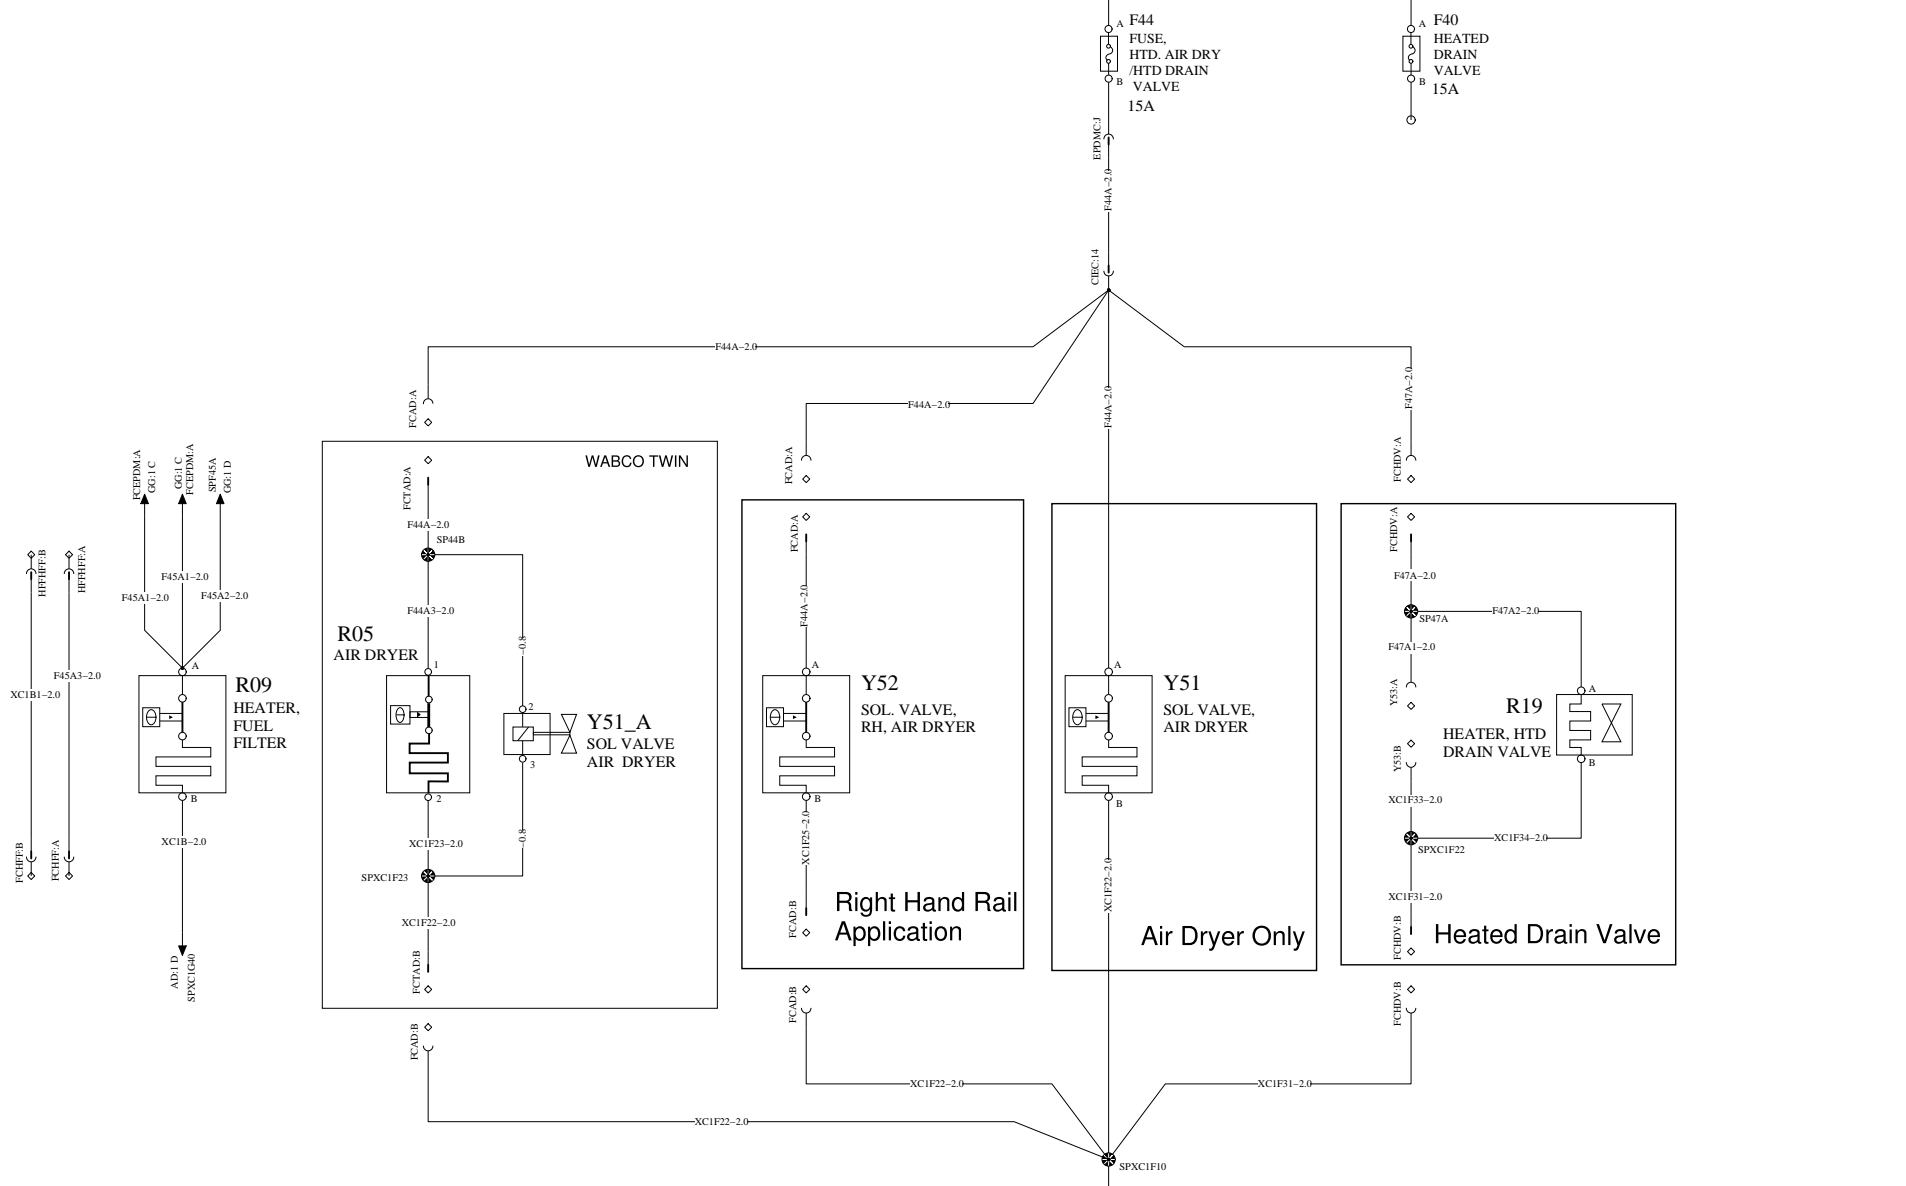 A F44
FUSE,
HTD. AIR DRY
/HTD DRAIN
VALVE
B
15A
A F40
HEATED
DRAIN
VALVE
B
15A
EPDMC:J
F44A-2.0
CIEC:14
F44A-2.0
F44A-2.0
F44A-2.0
F47A-2.0
FCAD:A
FCAD:A
FCHDV:A
FCEPDM:A
GG:1 C
GG:1 C
FCEPDM:A
SPF45A
GG:1 D
HFFHFF:B
HFFHFF:A
F45A1-2.0
F45A1-2.0
F45A2-2.0
XC1B1-2.0
F45A3-2.0
FCHFF:B
FCHFF:A
A
R09
HEATER,
FUEL
FILTER
B
XC1B-2.0
AD:1 D
SPXC1G40
WABCO TWIN
FCTAD:A
F44A-2.0
SP44B
F44A3-2.0
R05
AIR DRYER
1
2
-0.8
2
Y51_A
SOL VALVE
AIR DRYER
3
-0.8
XC1F23-2.0
SPXC1F23
XC1F22-2.0
FCTAD:B
FCAD:B
FCAD:A
F44A-2.0
A
Y52
SOL. VALVE,
RH, AIR DRYER
B
XC1F25-2.0
FCAD:B
Right Hand Rail
Application
FCAD:B
A
Y51
SOL VALVE,
AIR DRYER
B
XC1F22-2.0
Air Dryer Only
FCHDV:A
F47A-2.0
SP47A
F47A2-2.0
F47A1-2.0
Y53:A
A
R19
HEATER, HTD
DRAIN VALVE
B
Y53:B
XC1F33-2.0
SPXC1F22
XC1F34-2.0
XC1F31-2.0
FCHDV:B
Heated Drain Valve
FCHDV:B
XC1F22-2.0
XC1F31-2.0
XC1F22-2.0
SPXC1F10